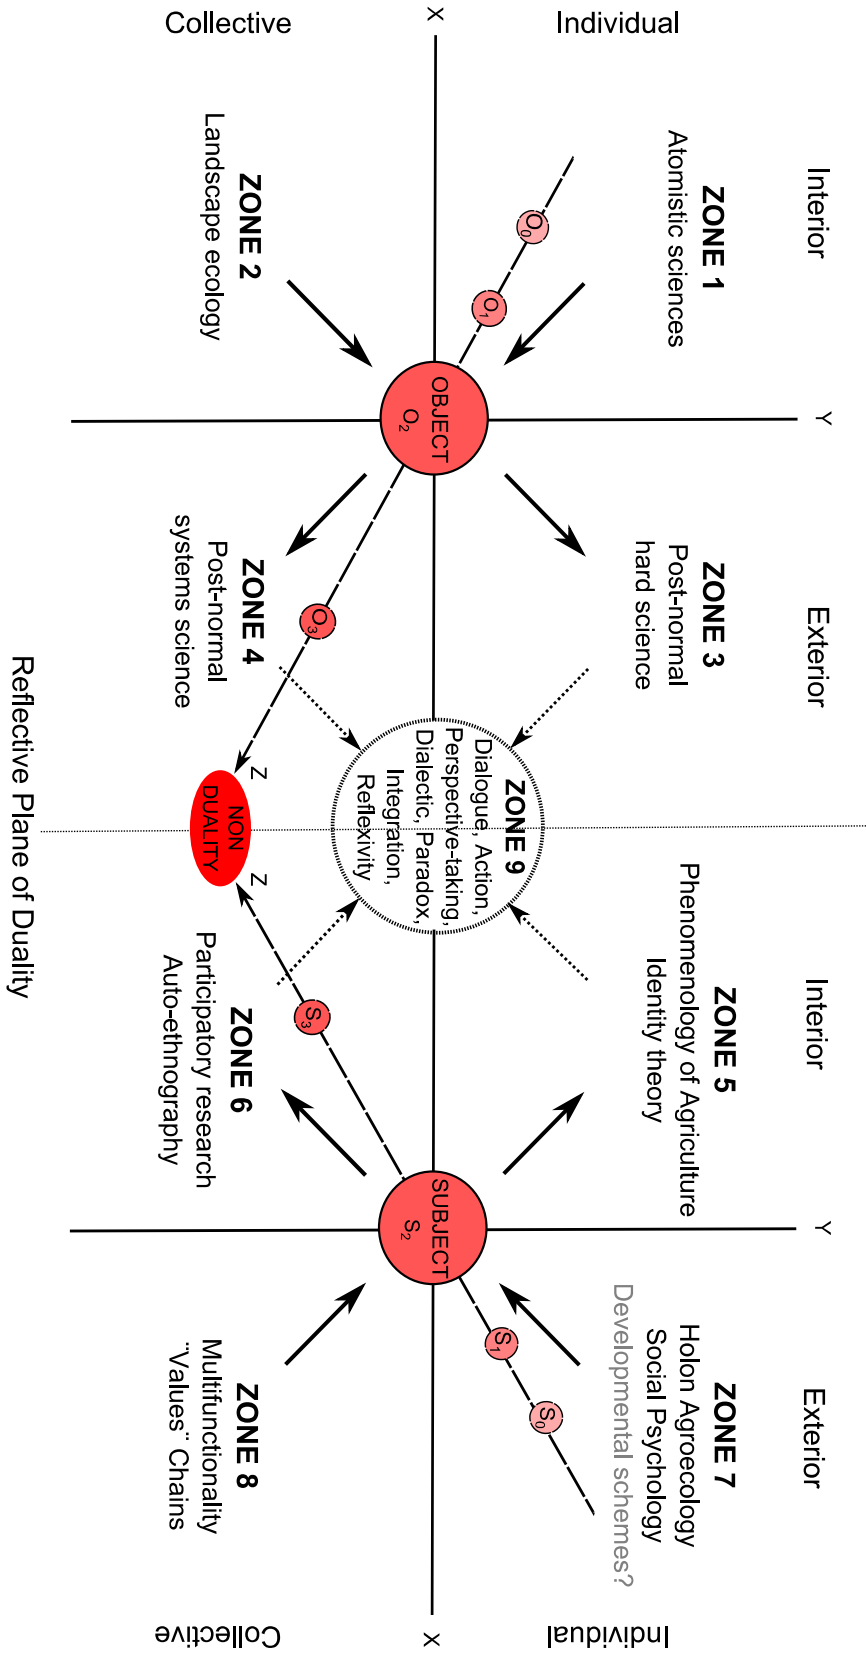 Interior
Exterior
Interior
Exterior
Individual
Y
Y
Individual
ZONE 1
Atomistic sciences
ZONE 3
Post-normal
hard science
ZONE 5
Phenomenology of Agriculture
Identity theory
ZONE 7
Holon Agroecology
Social Psychology
Developmental schemes?
O0
O1
S1
S0
X
OBJECT
O2
ZONE 9
Dialogue, Action,
Perspective-taking,
Dialectic, Paradox,
Integration,
Reflexivity
SUBJECT
S2
X
O3
S3
Collective
ZONE 2
Landscape ecology
ZONE 4
Post-normal
systems science
Z
NON
DUALITY
Z
ZONE 6
Participatory research
Auto-ethnography
ZONE 8
Multifunctionality
¨Values¨ Chains
Collective
Reflective Plane of Duality